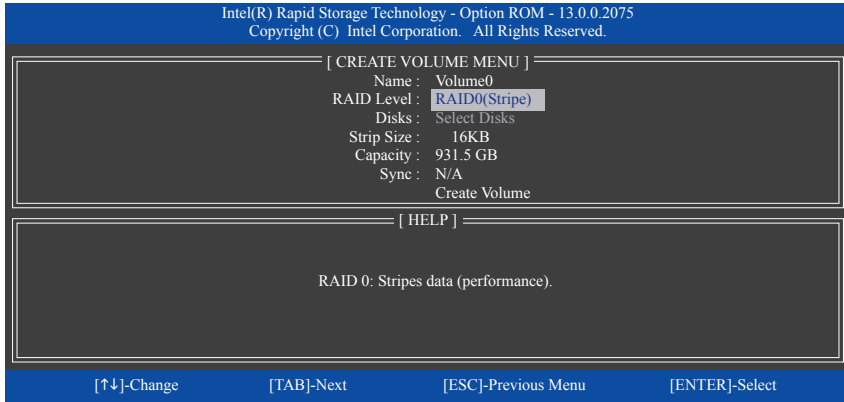 Intel(R) Rapid Storage Technology - Option ROM - 13.0.0.2075
Copyright (C) Intel Corporation. All Rights Reserved.
[ CREATE VOLUME MENU ]
Name : Volume0
RAID Level : RAID0(Stripe)
Disks : Select Disks
Strip Size : 16KB
Capacity : 931.5 GB
Sync : N/A
Create Volume
[ HELP ]
RAID 0: Stripes data (performance).
[↑↓]-Change [TAB]-Next [ESC]-Previous Menu [ENTER]-Select